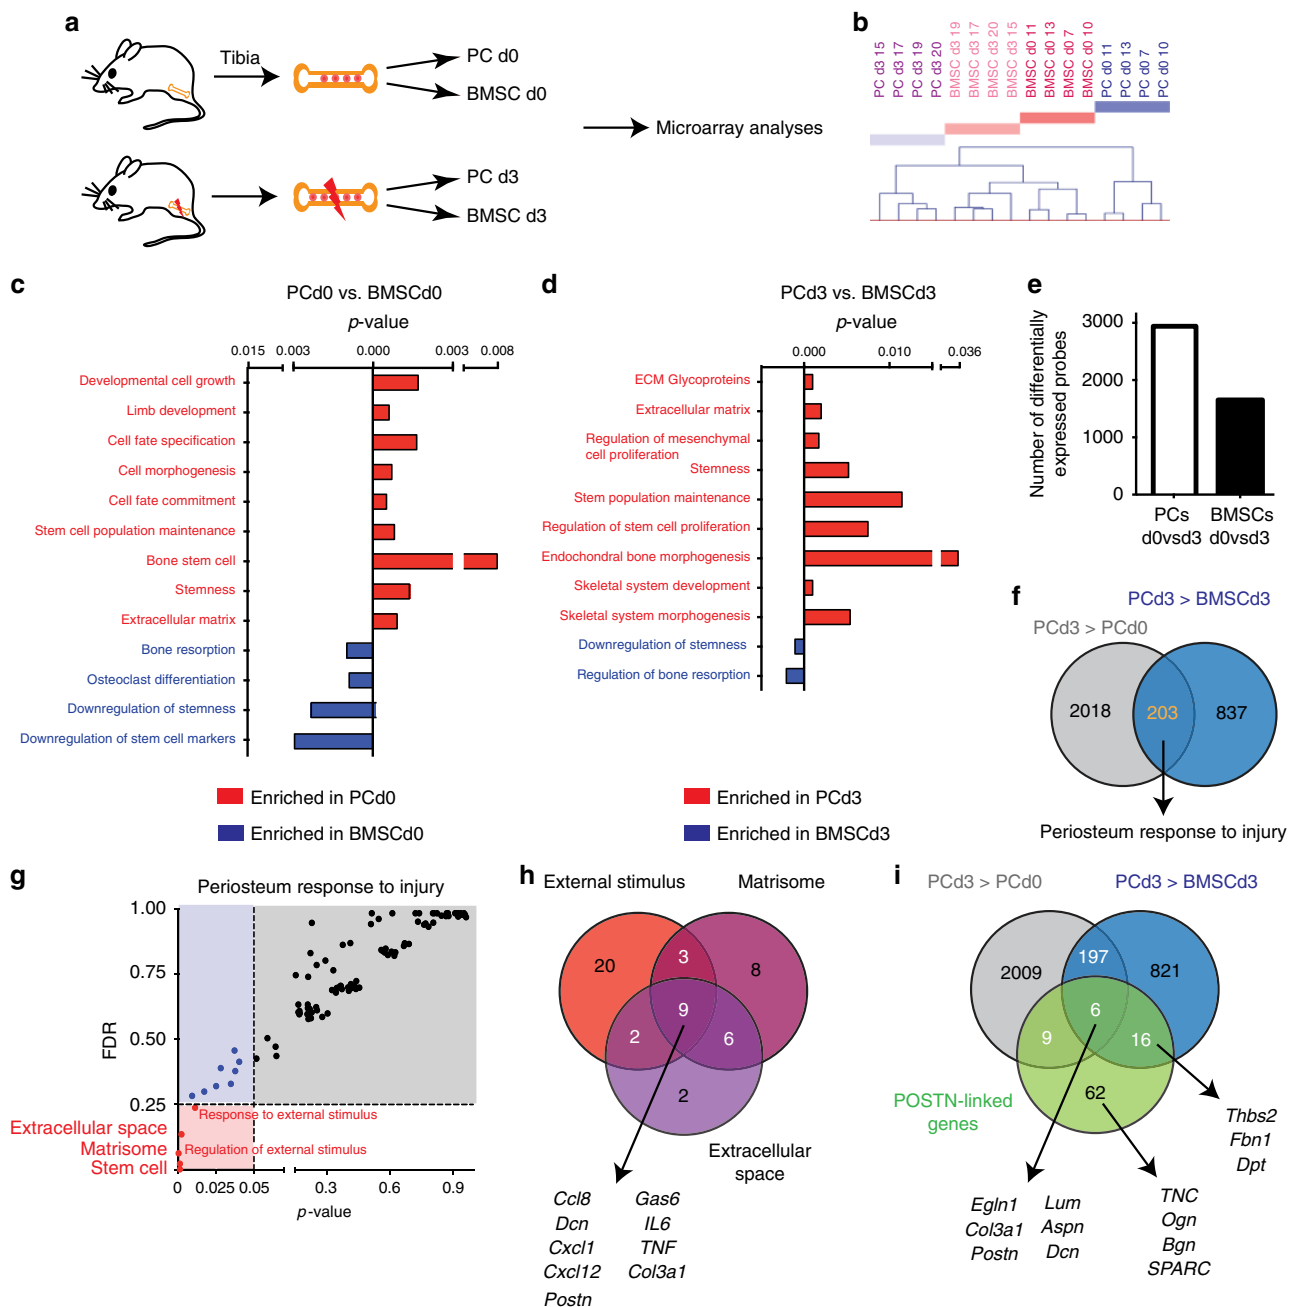 a
Tibia
PC d0
BMSC d0
PC d3
BMSC d3
Microarray analyses
b
PC d3 15
PC d3 17
PC d3 19
PC d3 20
BMSC d3 19
BMSC d3 17
BMSC d3 20
BMSC d3 15
BMSC d0 11
BMSC d0 13
BMSC d0 7
BMSC d0 10
PC d0 11
PC d0 13
PC d0 7
PC d0 10
c
PCd0 vs. BMSCd0
p-value
0.015 0.003 0.000 0.003 0.008
Developmental cell growth
Limb development
Cell fate specification
Cell morphogenesis
Cell fate commitment
Stem cell population maintenance
Bone stem cell
Stemness
Extracellular matrix
Bone resorption
Osteoclast differentiation
Downregulation of stemness
Downregulation of stem cell markers
Enriched in PCd0
Enriched in BMSCd0
d
PCd3 vs. BMSCd3
p-value
0.000 0.010 0.036
ECM Glycoproteins
Extracellular matrix
Regulation of mesenchymal
cell proliferation
Stemness
Stem population maintenance
Regulation of stem cell proliferation
Endochondral bone morphogenesis
Skeletal system development
Skeletal system morphogenesis
Downregulation of stemness
Regulation of bone resorption
Enriched in PCd3
Enriched in BMSCd3
e
Number of differentially
expressed probes
3000
2000
1000
0
PCs BMSCs
d0vsd3 d0vsd3
f
PCd3 > BMSCd3
PCd3 > PCd0
2018 203 837
Periosteum response to injury
g
Periosteum response to injury
FDR
1.00
0.75
0.50
0.25
Response to external stimulus
Extracellular space
Matrisome
Regulation of external stimulus
Stem cell
0 0.025 0.05 0.3 0.6 0.9
p-value
h
External stimulus Matrisome
20 3 8
9
2 6
2
Extracellular
space
Ccl8 Gas6
Dcn IL6
Cxcl1 TNF
Cxcl12 Col3a1
Postn
i
PCd3 > PCd0 PCd3 > BMSCd3
2009 197 821
6
9 16
62
POSTN-linked
genes
Thbs2
Fbn1
Dpt
Egln1 Lum
Col3a1 Aspn
Postn Dcn
TNC
Ogn
Bgn
SPARC